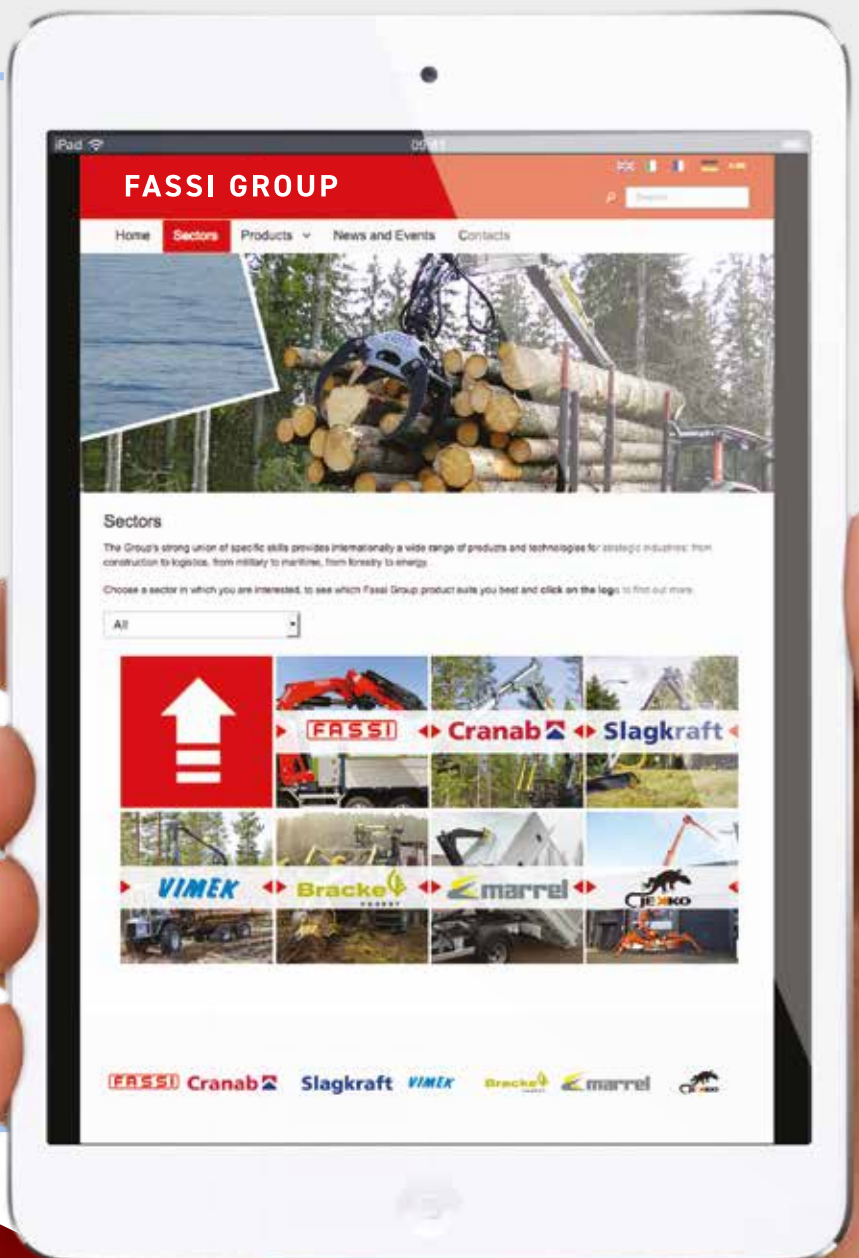 iPad
FASSI GROUP
Search
Home Sectors Products News and Events Contacts
Sectors
The Group's strong union of specific skills provides internationally a wide range of products and technologies for strategic industries: from
construction to logistics, from military to maritime, from forestry to energy.
Choose a sector in which you are interested, to see which Fassi Group product suits you best and click on the logo to find out more.
All
FASSI Cranab Slagkraft
VIMEK Bracke FOREST marrel JEKKO
FASSI Cranab Slagkraft VIMEK Bracke FOREST marrel JEKKO